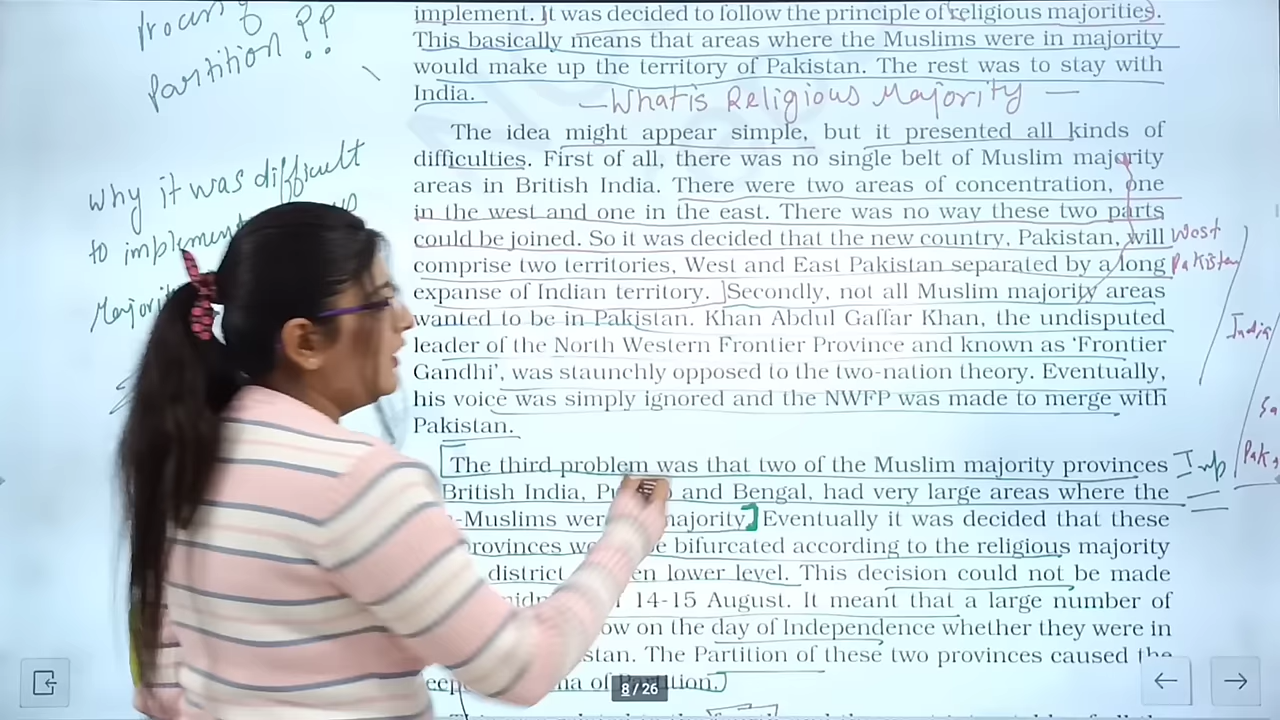 Process of
Partition ??
implement. It was decided to follow the principle of religious majorities.
This basically means that areas where the Muslims were in majority
would make up the territory of Pakistan. The rest was to stay with
India.
— What is Religious Majority —
The idea might appear simple, but it presented all kinds of
difficulties. First of all, there was no single belt of Muslim majority
areas in British India. There were two areas of concentration, one
in the west and one in the east. There was no way these two parts
could be joined. So it was decided that the new country, Pakistan, will
comprise two territories, West and East Pakistan separated by a long
expanse of Indian territory. Secondly, not all Muslim majority areas
wanted to be in Pakistan. Khan Abdul Gaffar Khan, the undisputed
leader of the North Western Frontier Province and known as ‘Frontier
Gandhi’, was staunchly opposed to the two-nation theory. Eventually,
his voice was simply ignored and the NWFP was made to merge with
Pakistan.
The third problem was that two of the Muslim majority provinces
British India, and Bengal, had very large areas where the
-Muslims majority. Eventually it was decided that these
bifurcated according to the religious majority
district lower level. This decision could not be made
14-15 August. It meant that a large number of
on the day of Independence whether they were in
The Partition of these two provinces caused the
of Partition.
Why it was difficult
to implement
Majority
West
Pakistan
India
Imp
8 / 26